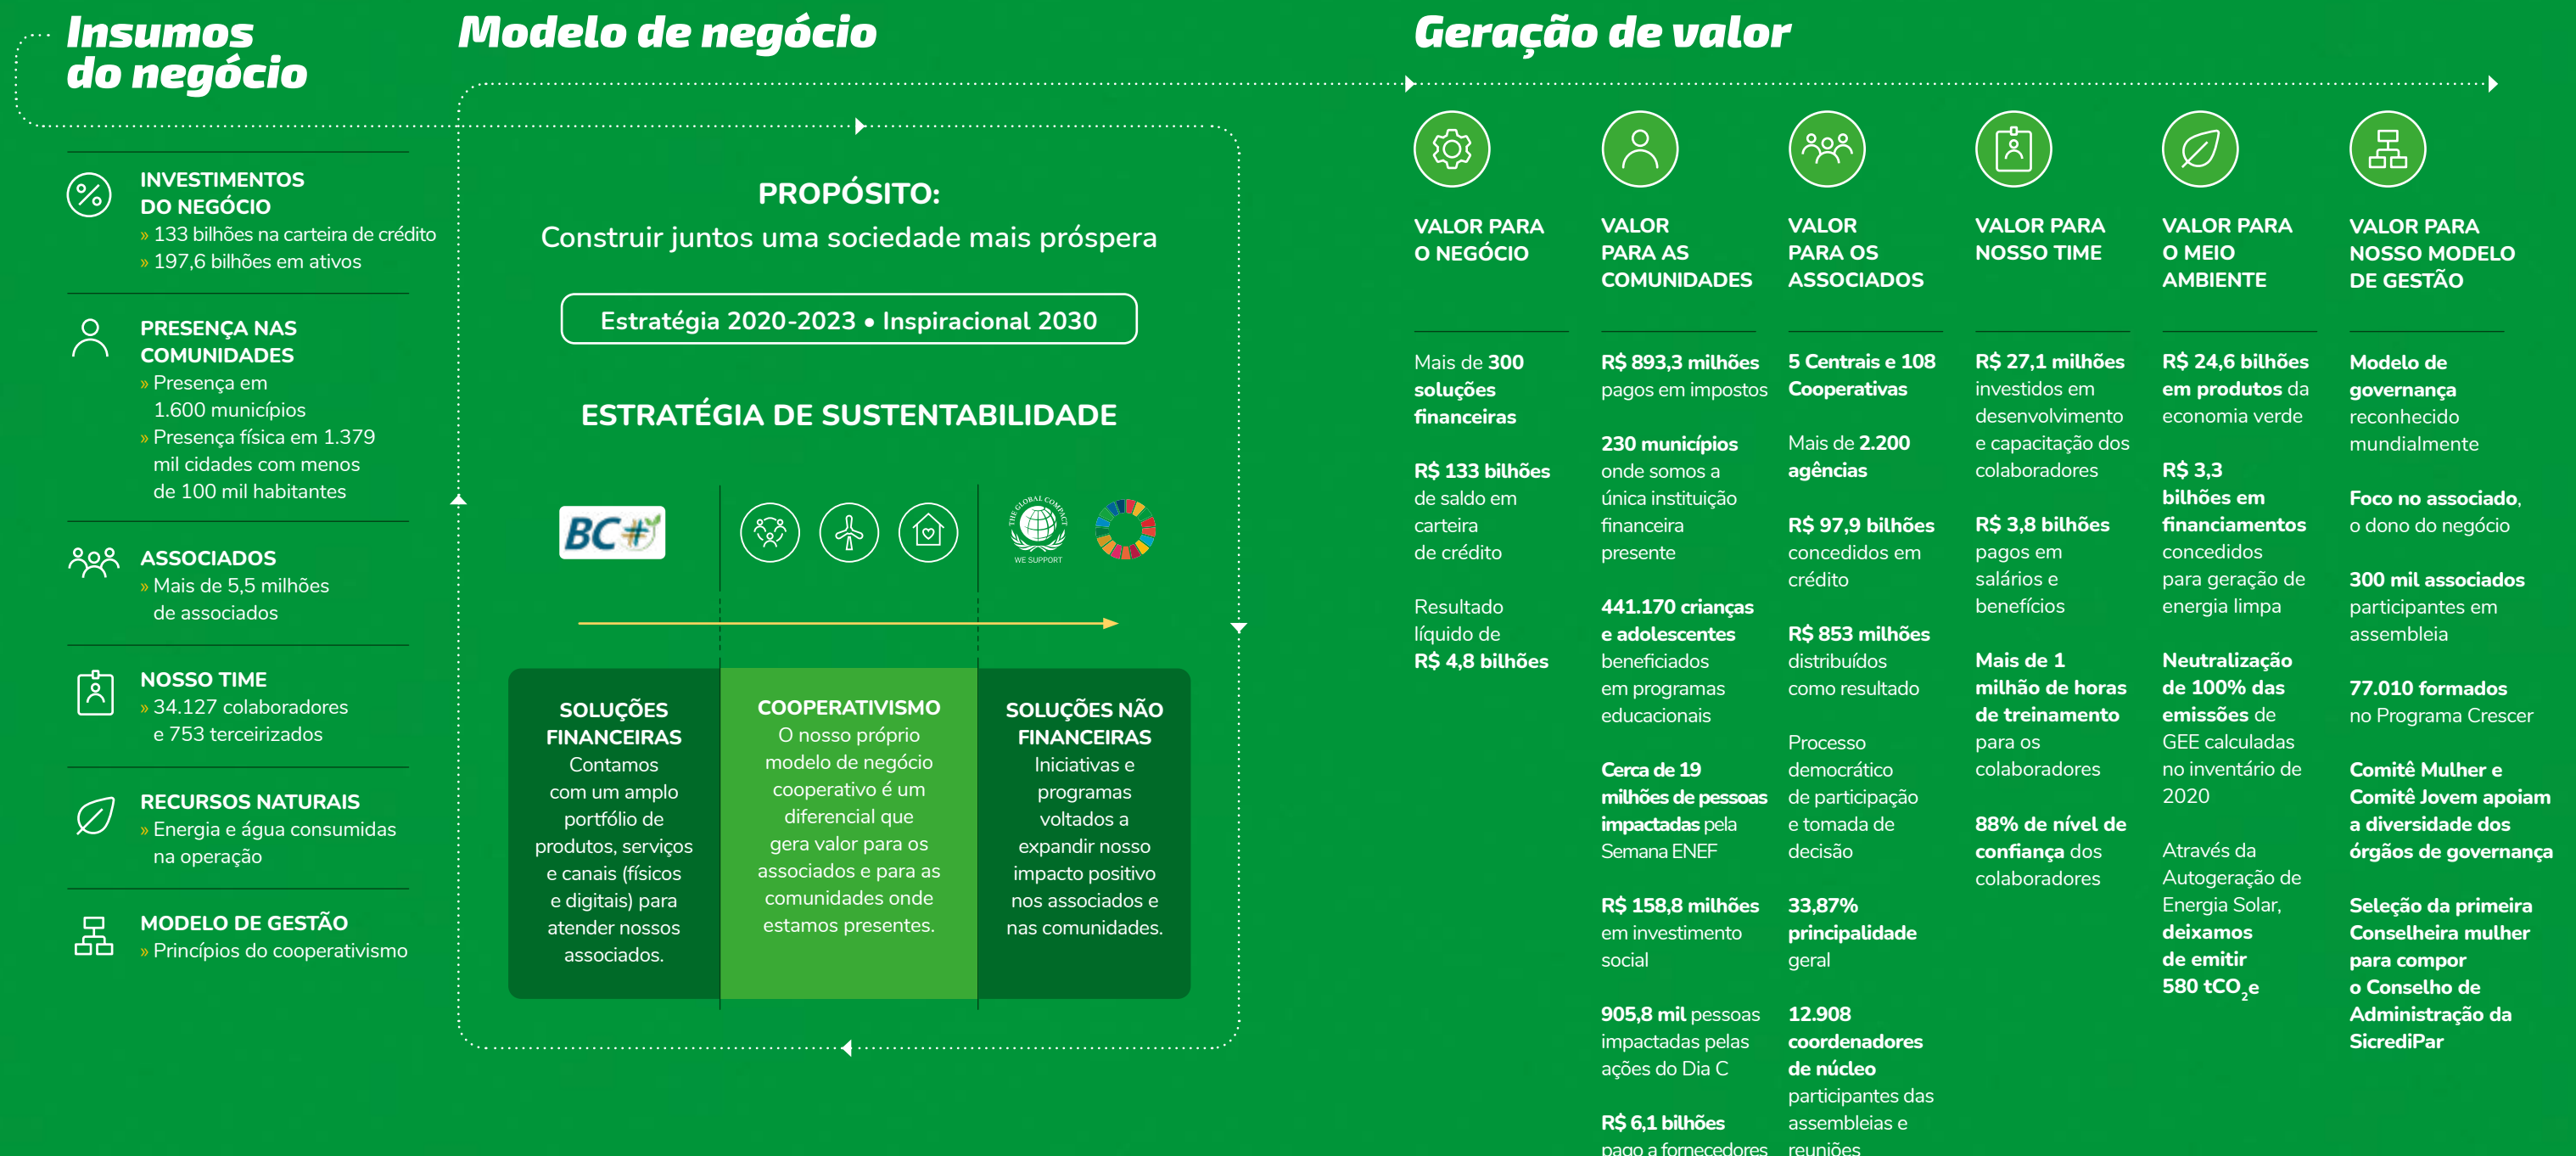 Insumos
do negócio
INVESTIMENTOS
DO NEGÓCIO
» 133 bilhões na carteira de crédito
» 197,6 bilhões em ativos
PRESENÇA NAS
COMUNIDADES
» Presença em
1.600 municípios
» Presença física em 1.379
mil cidades com menos
de 100 mil habitantes
ASSOCIADOS
» Mais de 5,5 milhões
de associados
NOSSO TIME
» 34.127 colaboradores
e 753 terceirizados
RECURSOS NATURAIS
» Energia e água consumidas
na operação
MODELO DE GESTÃO
» Princípios do cooperativismo
Modelo de negócio
PROPÓSITO:
Construir juntos uma sociedade mais próspera
Estratégia 2020-2023 • Inspiracional 2030
ESTRATÉGIA DE SUSTENTABILIDADE
BC#
THE GLOBAL COMPACT
WE SUPPORT
SOLUÇÕES
FINANCEIRAS
Contamos
com um amplo
portfólio de
produtos, serviços
e canais (físicos
e digitais) para
atender nossos
associados.
COOPERATIVISMO
O nosso próprio
modelo de negócio
cooperativo é um
diferencial que
gera valor para os
associados e para as
comunidades onde
estamos presentes.
SOLUÇÕES NÃO
FINANCEIRAS
Iniciativas e
programas
voltados a
expandir nosso
impacto positivo
nos associados e
nas comunidades.
Geração de valor
VALOR PARA
O NEGÓCIO
Mais de 300
soluções
financeiras
R$ 133 bilhões
de saldo em
carteira
de crédito
Resultado
líquido de
R$ 4,8 bilhões
VALOR
PARA AS
COMUNIDADES
R$ 893,3 milhões
pagos em impostos
230 municípios
onde somos a
única instituição
financeira
presente
441.170 crianças
e adolescentes
beneficiados
em programas
educacionais
Cerca de 19
milhões de pessoas
impactadas pela
Semana ENEF
R$ 158,8 milhões
em investimento
social
905,8 mil pessoas
impactadas pelas
ações do Dia C
R$ 6,1 bilhões
pago a fornecedores
VALOR
PARA OS
ASSOCIADOS
5 Centrais e 108
Cooperativas
Mais de 2.200
agências
R$ 97,9 bilhões
concedidos em
crédito
R$ 853 milhões
distribuídos
como resultado
Processo
democrático
de participação
e tomada de
decisão
33,87%
principalidade
geral
12.908
coordenadores
de núcleo
participantes das
assembleias e
reuniões
VALOR PARA
NOSSO TIME
R$ 27,1 milhões
investidos em
desenvolvimento
e capacitação dos
colaboradores
R$ 3,8 bilhões
pagos em
salários e
benefícios
Mais de 1
milhão de horas
de treinamento
para os
colaboradores
88% de nível de
confiança dos
colaboradores
VALOR PARA
O MEIO
AMBIENTE
R$ 24,6 bilhões
em produtos da
economia verde
R$ 3,3
bilhões em
financiamentos
concedidos
para geração de
energia limpa
Neutralização
de 100% das
emissões de
GEE calculadas
no inventário de
2020
Através da
Autogeração de
Energia Solar,
deixamos
de emitir
580 tCO₂e
VALOR PARA
NOSSO MODELO
DE GESTÃO
Modelo de
governança
reconhecido
mundialmente
Foco no associado,
o dono do negócio
300 mil associados
participantes em
assembleia
77.010 formados
no Programa Crescer
Comitê Mulher e
Comitê Jovem apoiam
a diversidade dos
órgãos de governança
Seleção da primeira
Conselheira mulher
para compor
o Conselho de
Administração da
SicrediPar